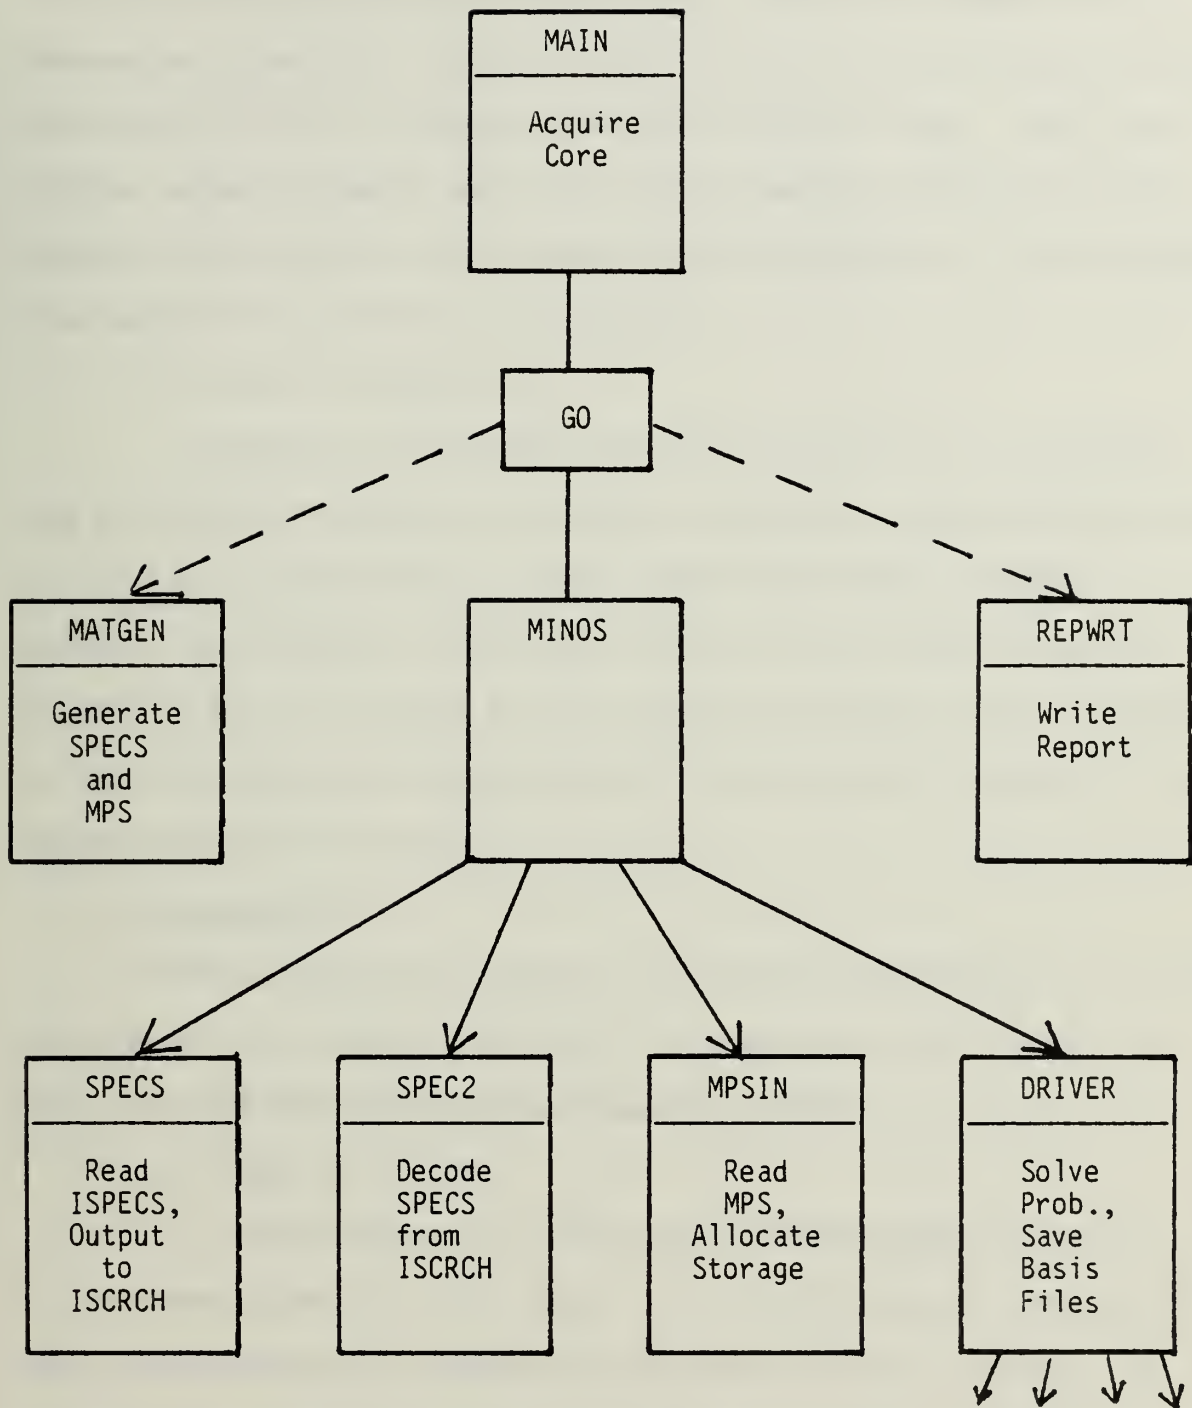 MAIN
Acquire
Core
GO
MATGEN
Generate
SPECS
and
MPS
MINOS
REPWRT
Write
Report
SPECS
Read
ISPECS,
Output
to
ISCRCH
SPEC2
Decode
SPECS
from
ISCRCH
MPSIN
Read
MPS,
Allocate
Storage
DRIVER
Solve
Prob.,
Save
Basis
Files